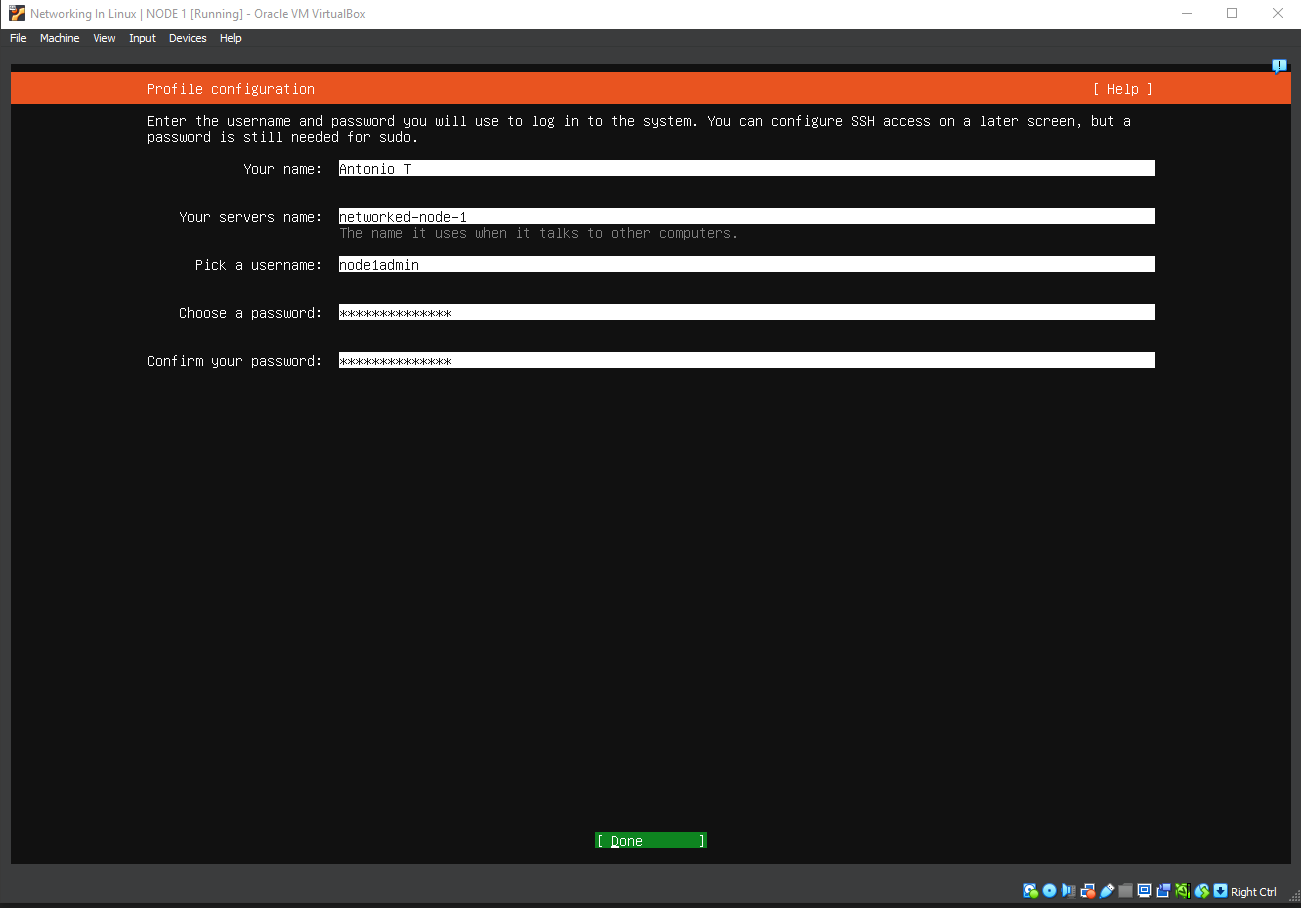 Networking In Linux | NODE 1 [Running] - Oracle VM VirtualBox
File Machine View Input Devices Help
Profile configuration [ Help ]
Enter the username and password you will use to log in to the system. You can configure SSH access on a later screen, but a
password is still needed for sudo.
Your name: Antonio T
Your servers name: networked-node-1
The name it uses when it talks to other computers.
Pick a username: node1admin
Choose a password: **************
Confirm your password: **************
[ Done ]
Right Ctrl